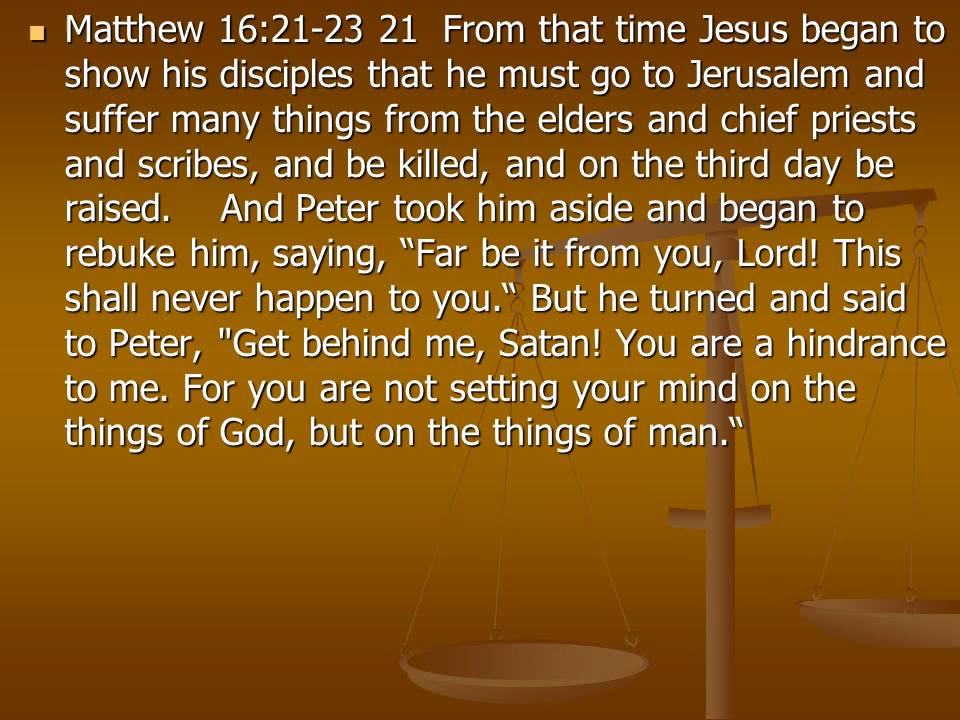 Matthew 16:21-23 21  From that time Jesus began to
show his disciples that he must go to Jerusalem and
suffer many things from the elders and chief priests
and scribes, and be killed, and on the third day be
raised.    And Peter took him aside and began to
rebuke him, saying, “Far be it from you, Lord! This
shall never happen to you.“ But he turned and said
to Peter, "Get behind me, Satan! You are a hindrance
to me. For you are not setting your mind on the
things of God, but on the things of man.“